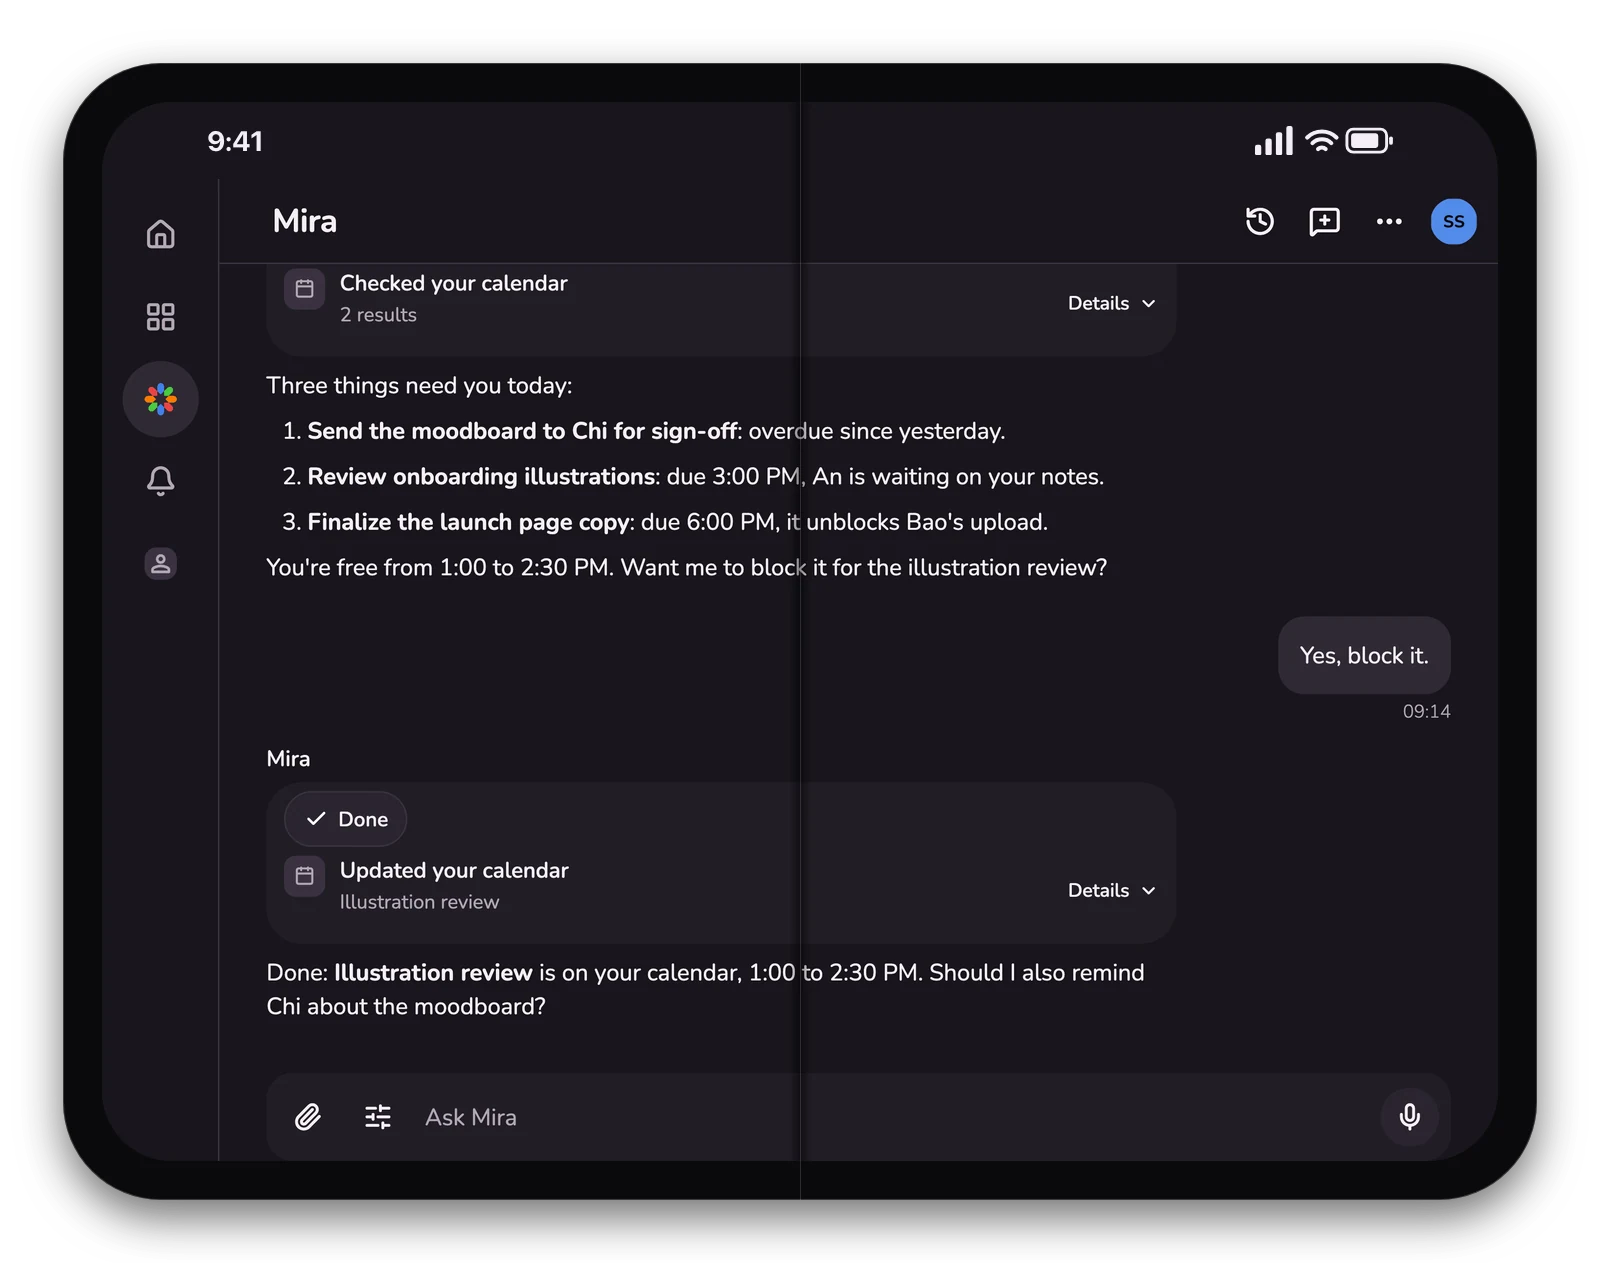 9:41
Mira
SS
Checked your calendar
2 results
Details
Three things need you today:
1. Send the moodboard to Chi for sign-off: overdue since yesterday.
2. Review onboarding illustrations: due 3:00 PM, An is waiting on your notes.
3. Finalize the launch page copy: due 6:00 PM, it unblocks Bao's upload.
You're free from 1:00 to 2:30 PM. Want me to block it for the illustration review?
Yes, block it.
09:14
Mira
Done
Updated your calendar
Illustration review
Details
Done: Illustration review is on your calendar, 1:00 to 2:30 PM. Should I also remind
Chi about the moodboard?
Ask Mira